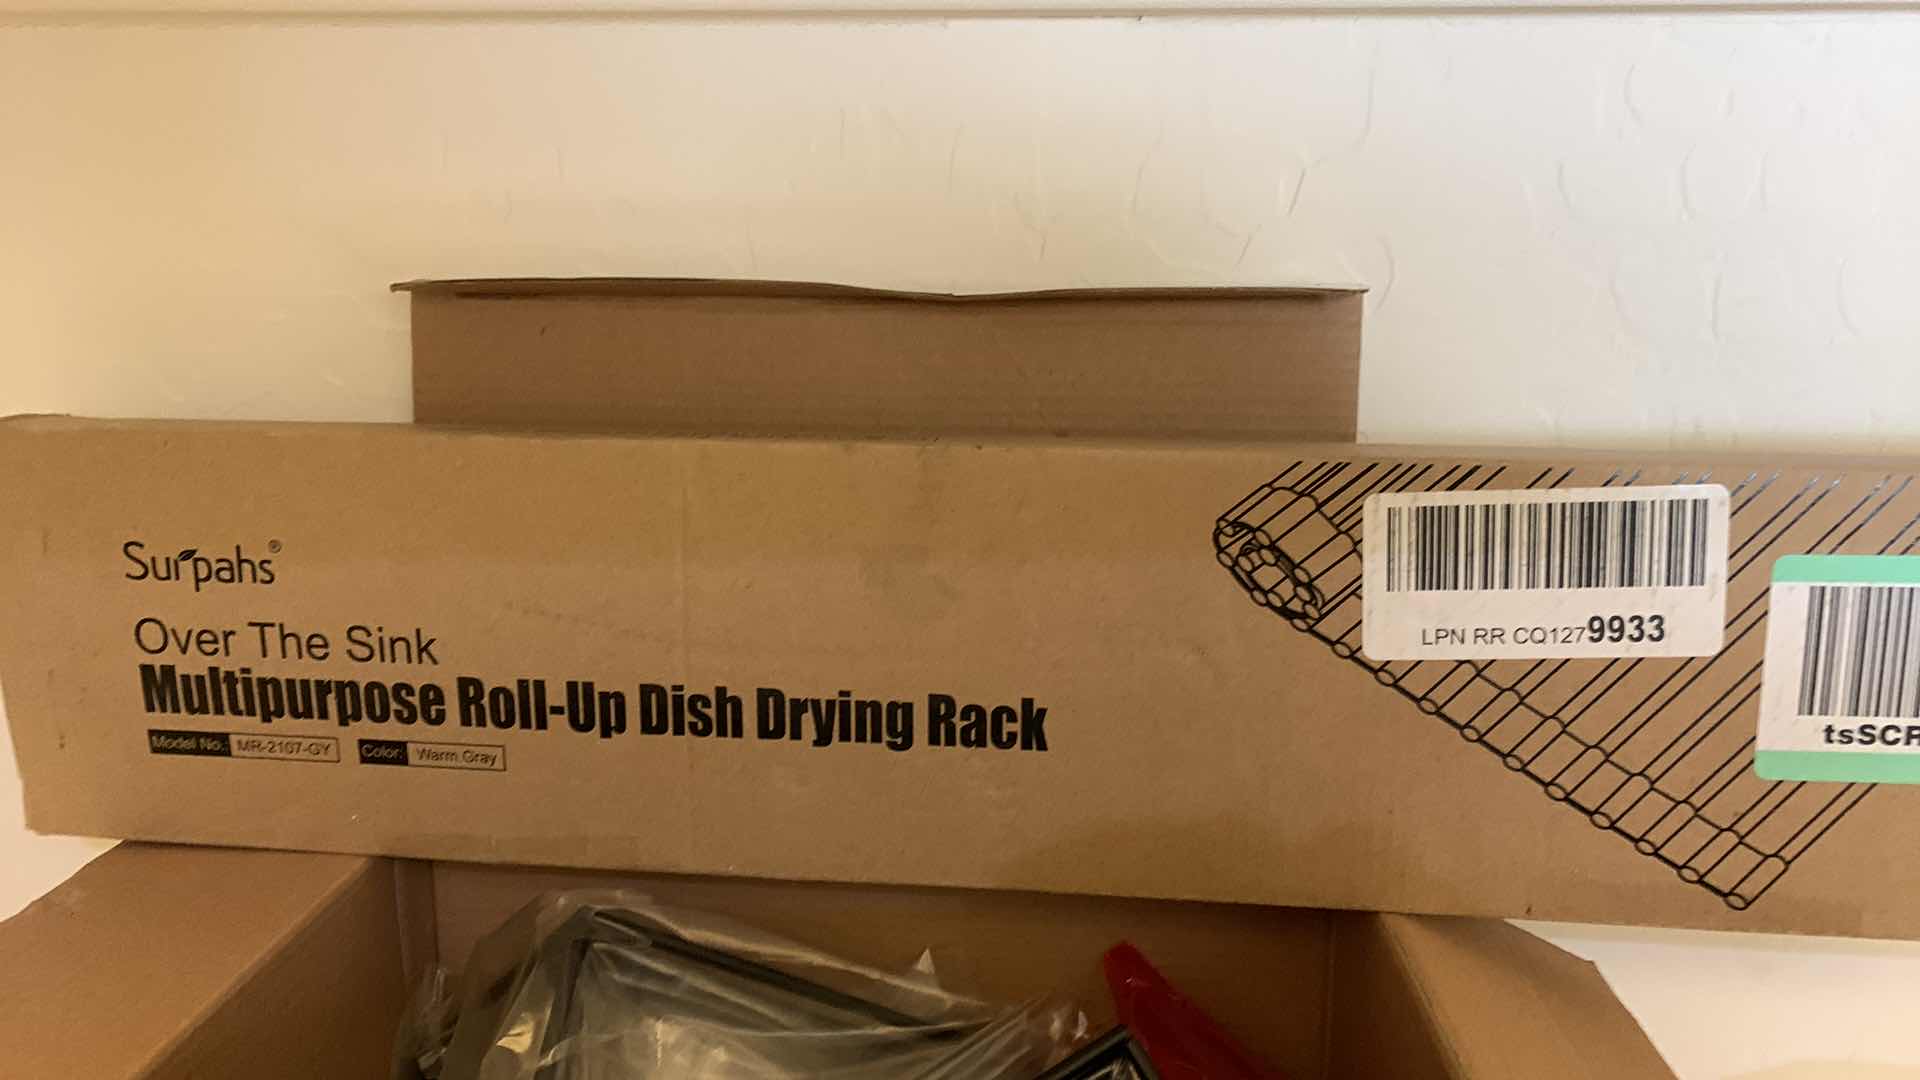 Surpahs®
Over The Sink
Multipurpose Roll-Up Dish Drying Rack
Model No.: MR-2107-GY Color: Warm Gray
LPN RR CQ1279933